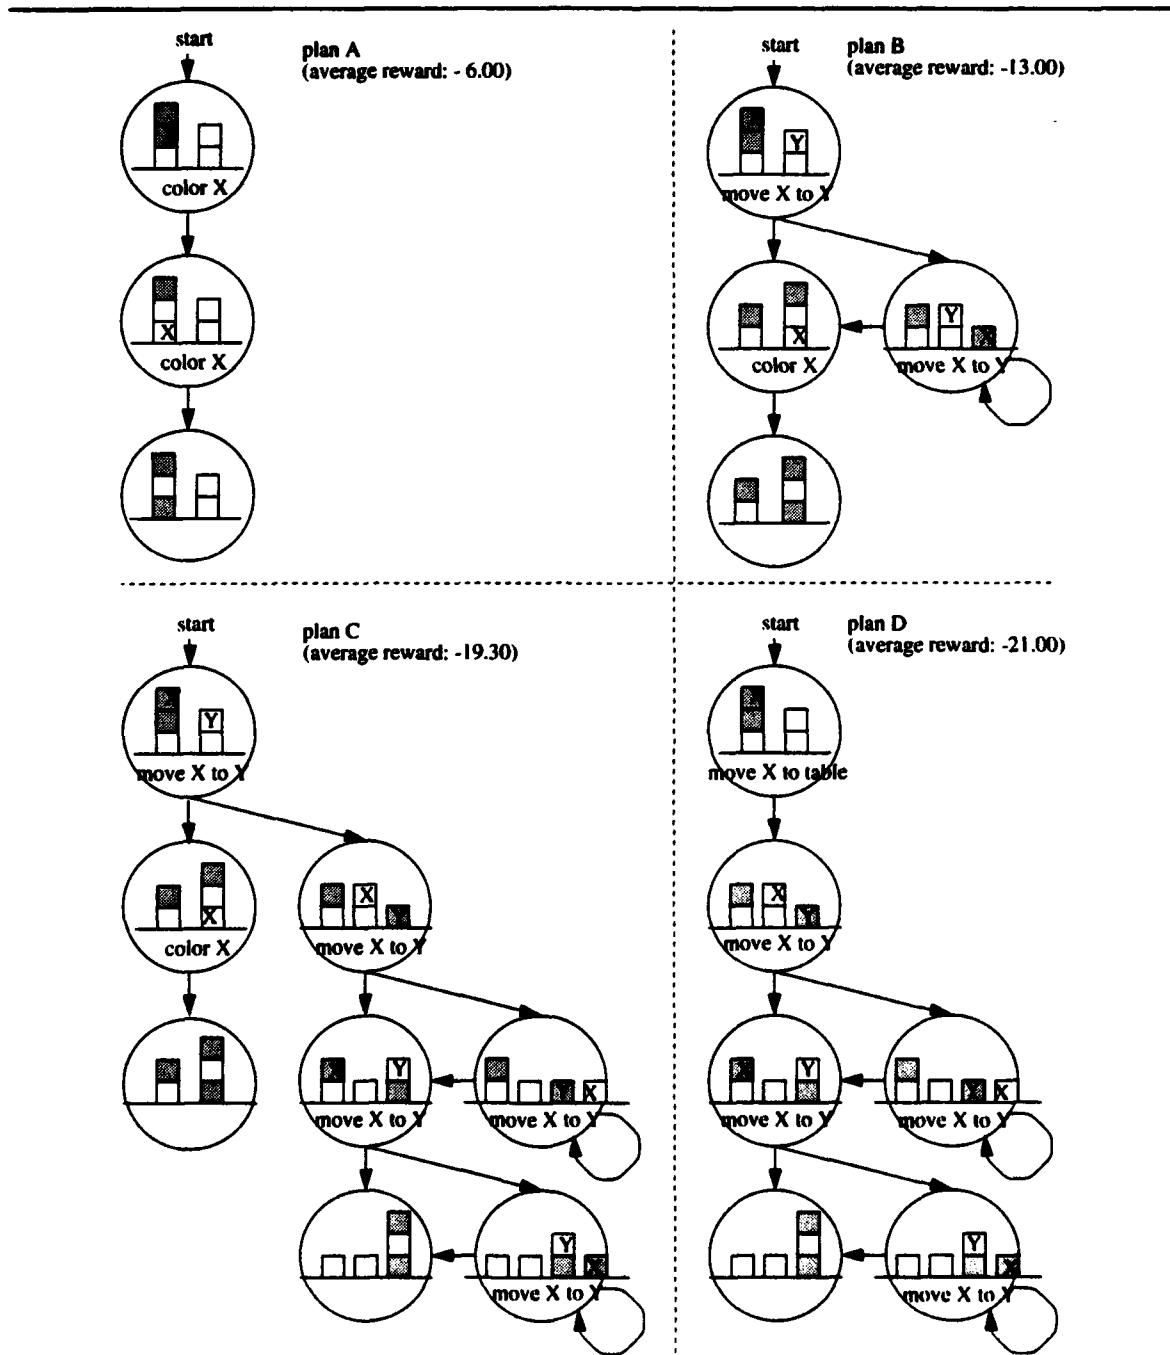 start
plan A
(average reward: - 6.00)
color X
X
color X
start
plan B
(average reward: -13.00)
Y
move X to Y
X
color X
Y
X
move X to Y
start
plan C
(average reward: -19.30)
Y
move X to Y
X
color X
X
Y
move X to Y
X
Y
move X to Y
Y X
move X to Y
Y
X
move X to Y
start
plan D
(average reward: -21.00)
move X to table
X
Y
move X to Y
X
Y
move X to Y
Y X
move X to Y
Y
X
move X to Y